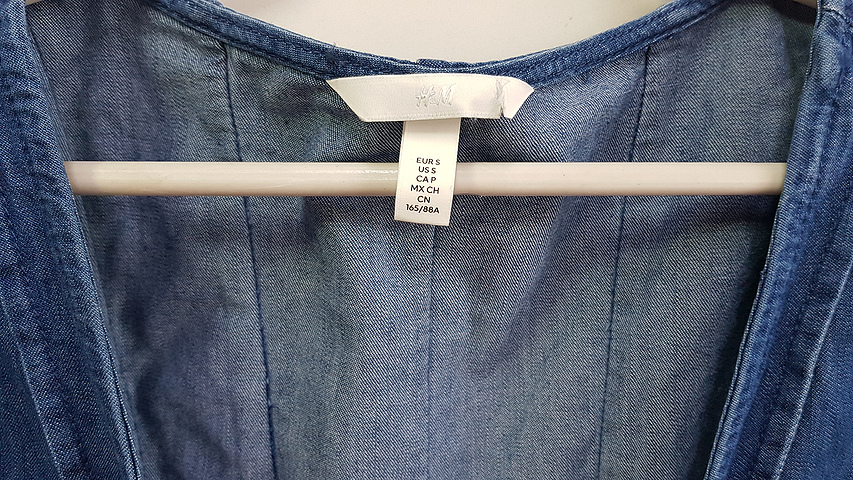 H&M
EUR S
US S
CA P
MX CH
CN
165/88A